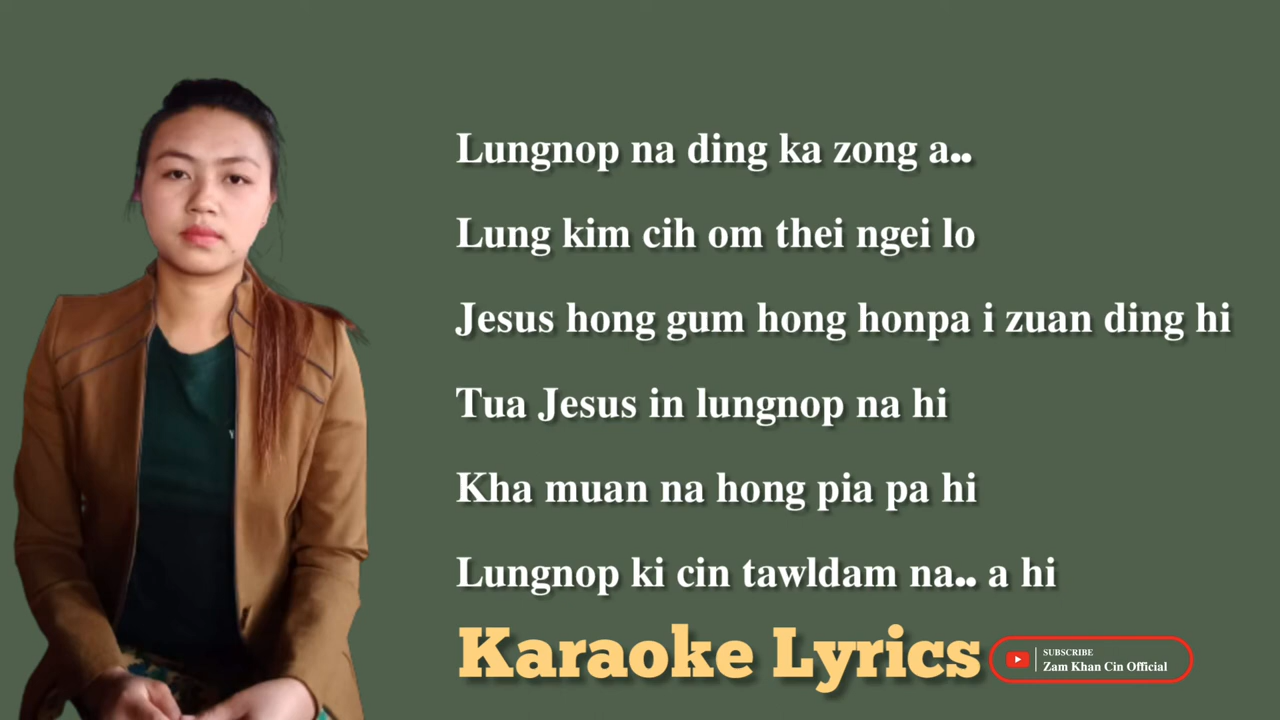 Lungnop na ding ka zong a..
Lung kim cih om thei ngei lo
Jesus hong gum hong honpa i zuan ding hi
Tua Jesus in lungnop na hi
Kha muan na hong pia pa hi
Lungnop ki cin tawldam na.. a hi
Karaoke Lyrics
SUBSCRIBE
Zam Khan Cin Official